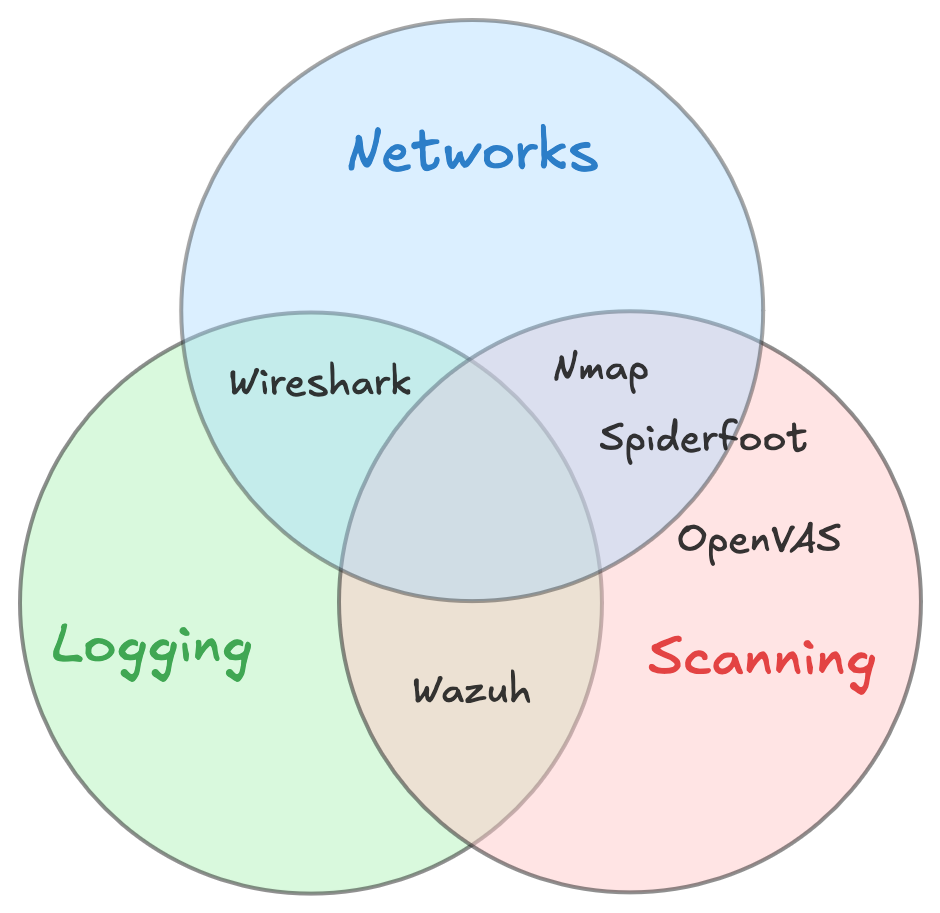 Networks
Wireshark
Nmap
Spiderfoot
OpenVAS
Logging
Scanning
Wazuh